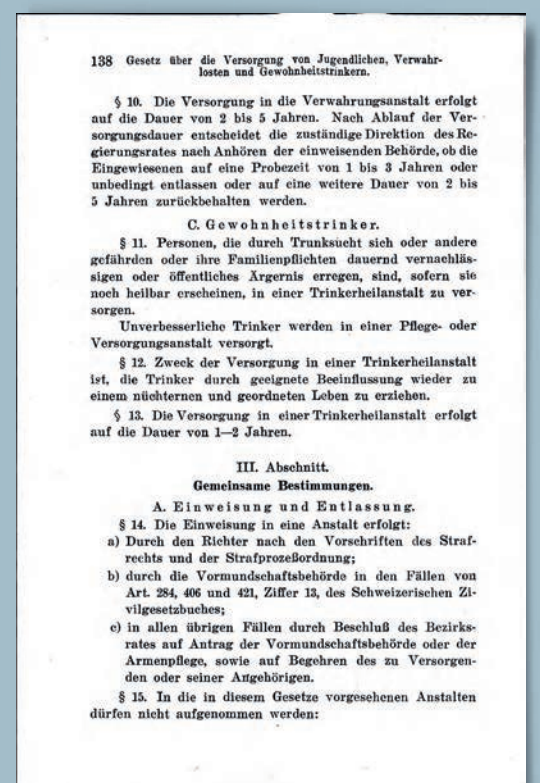 138 Gesetz über die Versorgung von Jugendlichen, Verwahr-
losten und Gewohnheitstrinkern.
§ 10. Die Versorgung in die Verwahrungsanstalt erfolgt
auf die Dauer von 2 bis 5 Jahren. Nach Ablauf der Ver-
sorgungsdauer entscheidet die zuständige Direktion des Re-
gierungsrates nach Anhören der einweisenden Behörde, ob die
Eingewiesenen auf eine Probezeit von 1 bis 3 Jahren oder
unbedingt entlassen oder auf eine weitere Dauer von 2 bis
5 Jahren zurückbehalten werden.
C. Gewohnheitstrinker.
§ 11. Personen, die durch Trunksucht sich oder andere
gefährden oder ihre Familienpflichten dauernd vernachläs-
sigen oder öffentliches Ärgernis erregen, sind, sofern sie
noch heilbar erscheinen, in einer Trinkerheilanstalt zu ver-
sorgen.
Unverbesserliche Trinker werden in einer Pflege- oder
Versorgungsanstalt versorgt.
§ 12. Zweck der Versorgung in einer Trinkerheilanstalt
ist, die Trinker durch geeignete Beeinflussung wieder zu
einem nüchternen und geordneten Leben zu erziehen.
§ 13. Die Versorgung in einer Trinkerheilanstalt erfolgt
auf die Dauer von 1—2 Jahren.
III. Abschnitt.
Gemeinsame Bestimmungen.
A. Einweisung und Entlassung.
§ 14. Die Einweisung in eine Anstalt erfolgt:
a) Durch den Richter nach den Vorschriften des Straf-
rechts und der Strafprozeßordnung;
b) durch die Vormundschaftsbehörde in den Fällen von
Art. 284, 406 und 421, Ziffer 13, des Schweizerischen Zi-
vilgesetzbuches;
c) in allen übrigen Fällen durch Beschluß des Bezirks-
rates auf Antrag der Vormundschaftsbehörde oder der
Armenpflege, sowie auf Begehren des zu Versorgen-
den oder seiner Angehörigen.
§ 15. In die in diesem Gesetze vorgesehenen Anstalten
dürfen nicht aufgenommen werden: